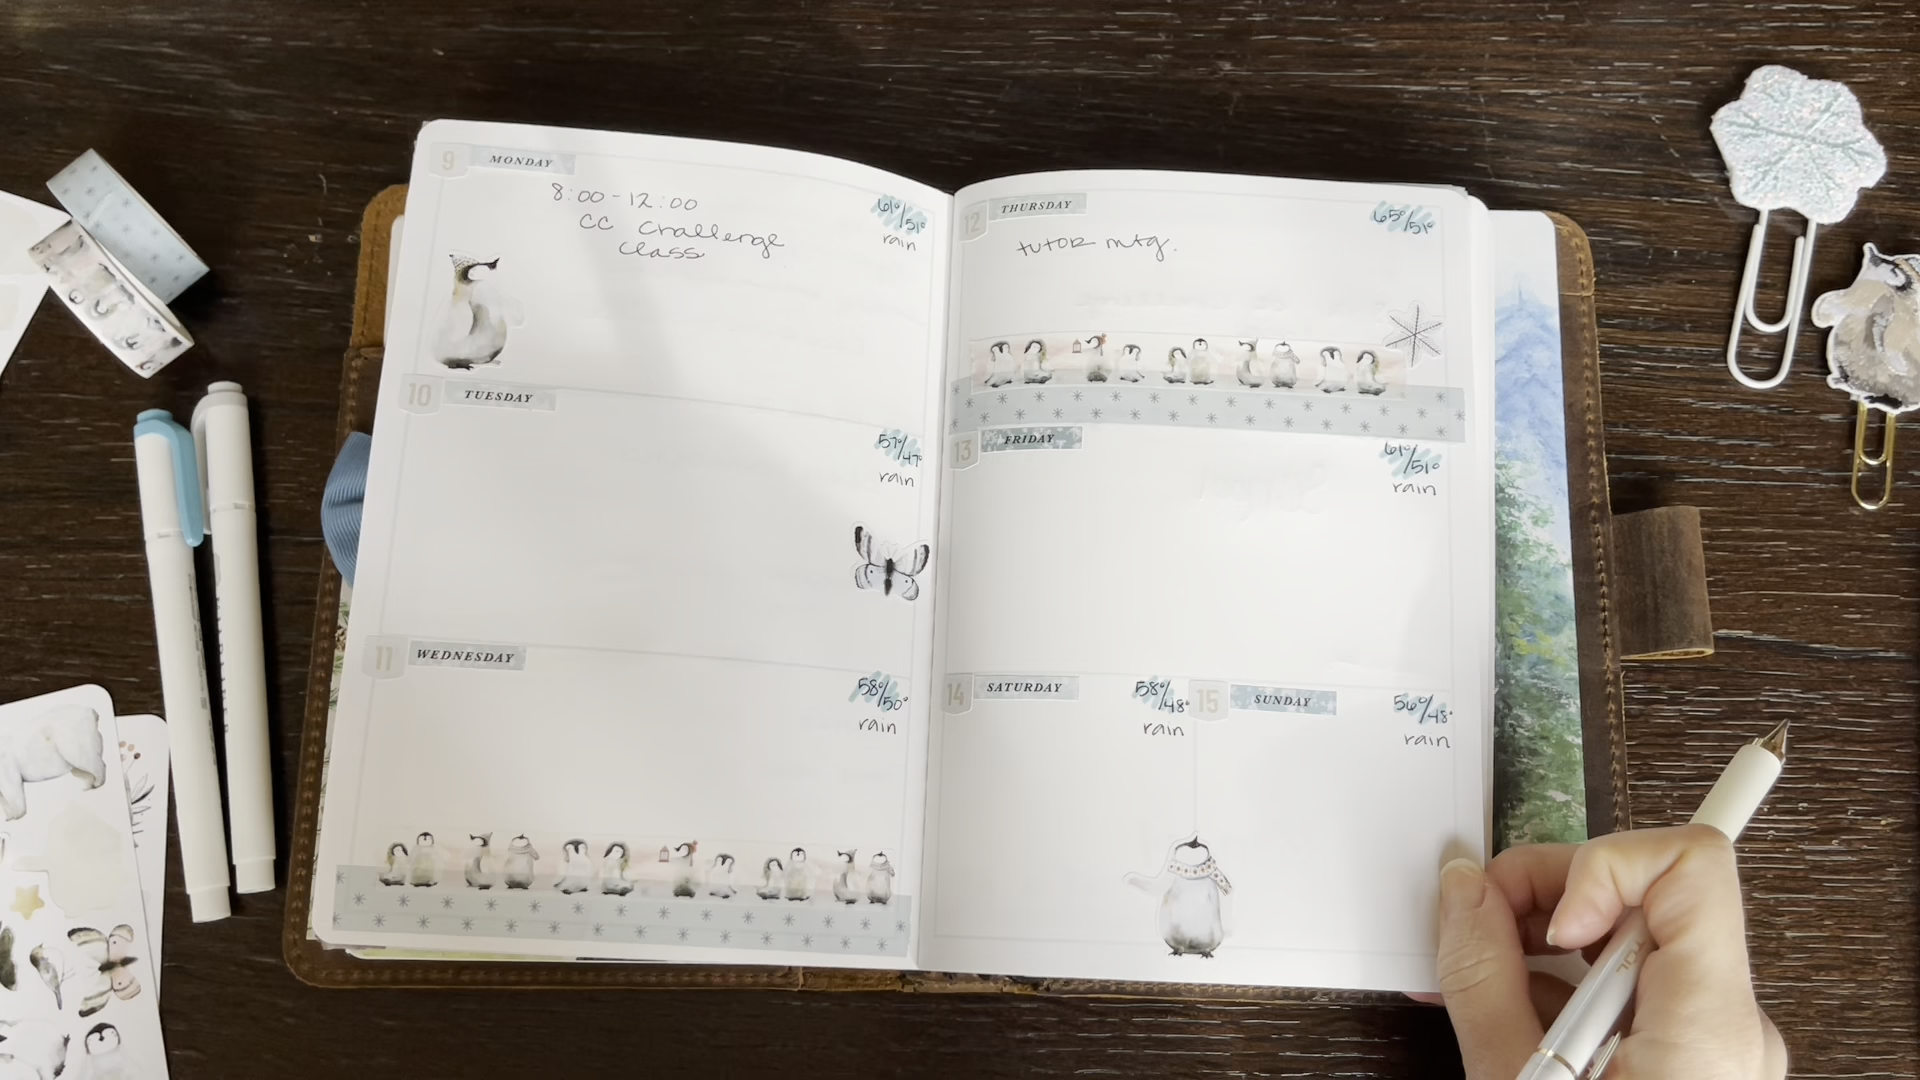 9 MONDAY
8:00-12:00
CC Challenge
class
61°/51°
rain
10 TUESDAY
57°/47°
rain
11 WEDNESDAY
58°/50°
rain
12 THURSDAY
65°/51°
tutor mtg.
13 FRIDAY
61°/51°
rain
14 SATURDAY
58°/48°
rain
15 SUNDAY
56°/48°
rain